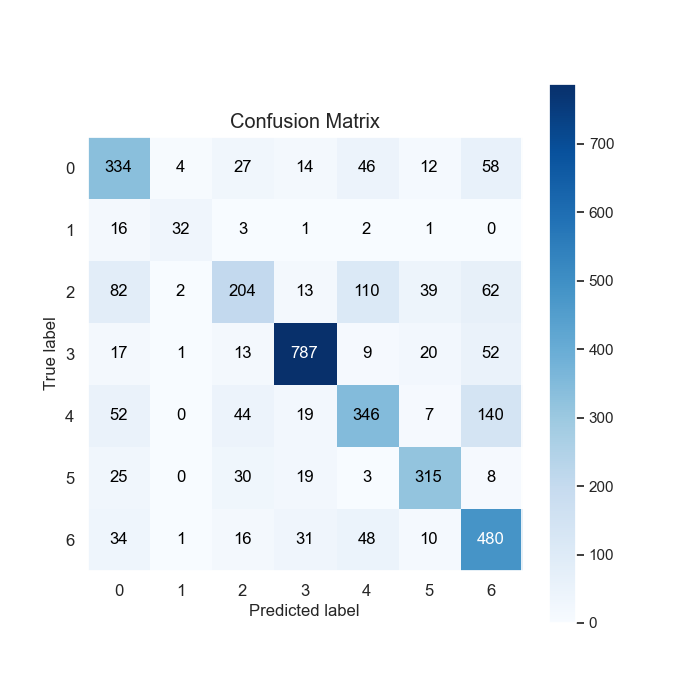 Confusion Matrix
0 334 4 27 14 46 12 58
1 16 32 3 1 2 1 0
2 82 2 204 13 110 39 62
3 17 1 13 787 9 20 52
4 52 0 44 19 346 7 140
5 25 0 30 19 3 315 8
6 34 1 16 31 48 10 480
0 1 2 3 4 5 6
Predicted label
True label
700
600
500
400
300
200
100
0